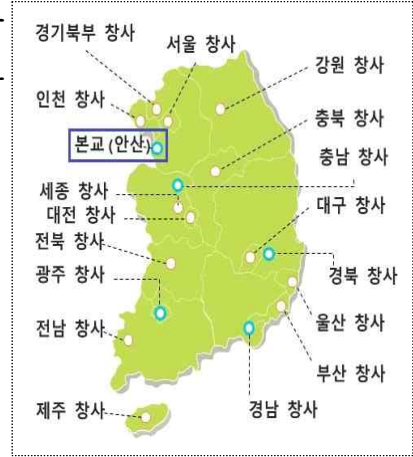 경기북부 창사
서울 창사
강원 창사
인천 창사
충북 창사
본교 (안산)
충남 창사
세종 창사
대전 창사
대구 창사
전북 창사
광주 창사
경북 창사
전남 창사
울산 창사
부산 창사
제주 창사
경남 창사